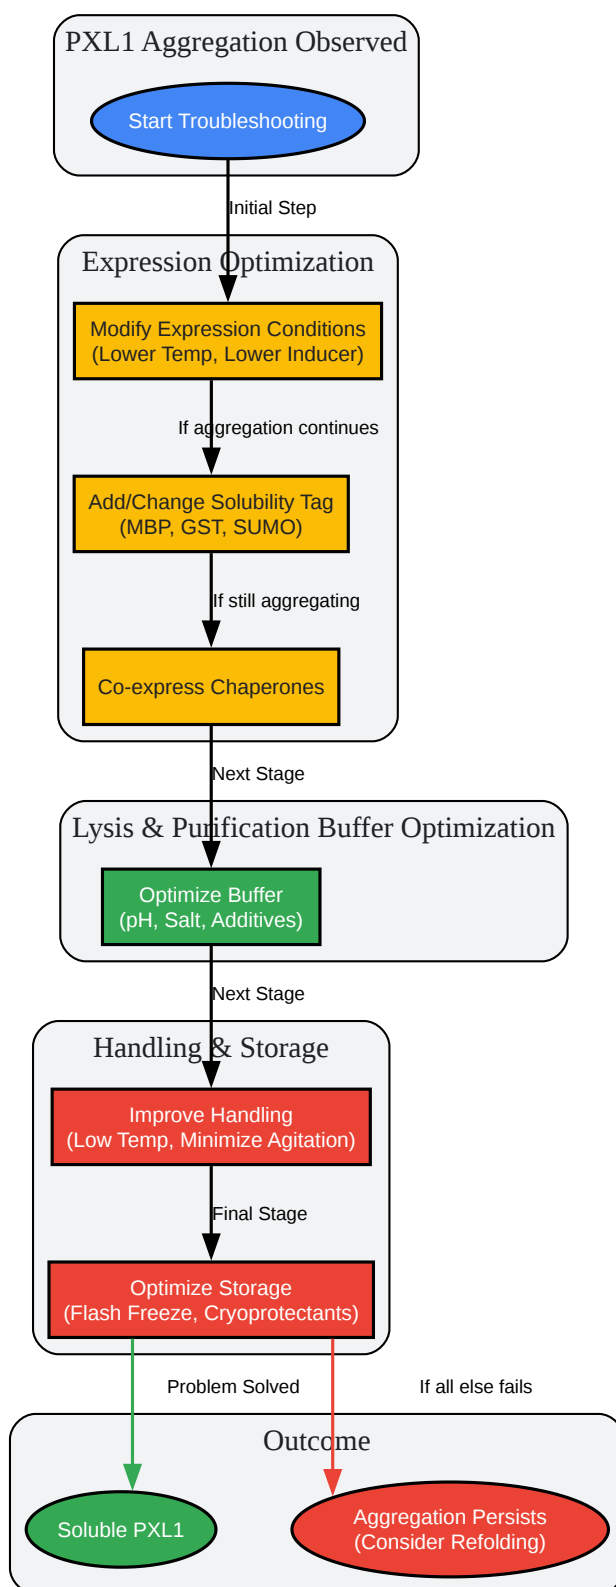 PXL1 Aggregation Observed
Start Troubleshooting
Initial Step
Expression Optimization
Modify Expression Conditions
(Lower Temp, Lower Inducer)
If aggregation continues
Add/Change Solubility Tag
(MBP, GST, SUMO)
If still aggregating
Co-express Chaperones
Next Stage
Lysis & Purification Buffer Optimization
Optimize Buffer
(pH, Salt, Additives)
Next Stage
Handling & Storage
Improve Handling
(Low Temp, Minimize Agitation)
Final Stage
Optimize Storage
(Flash Freeze, Cryoprotectants)
Problem Solved
If all else fails
Outcome
Soluble PXL1
Aggregation Persists
(Consider Refolding)